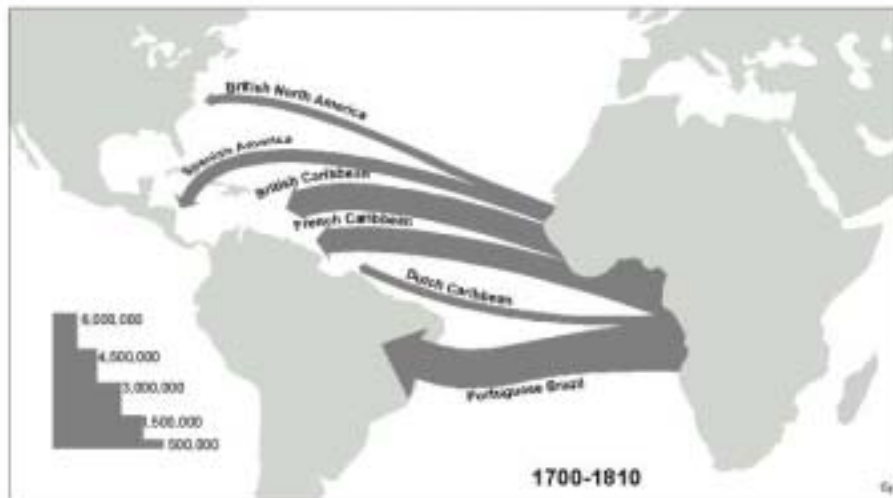 British North America
Spanish America
British Caribbean
French Caribbean
Dutch Caribbean
Portuguese Brazil
6,000,000
4,500,000
3,000,000
1,500,000
500,000
1700-1810